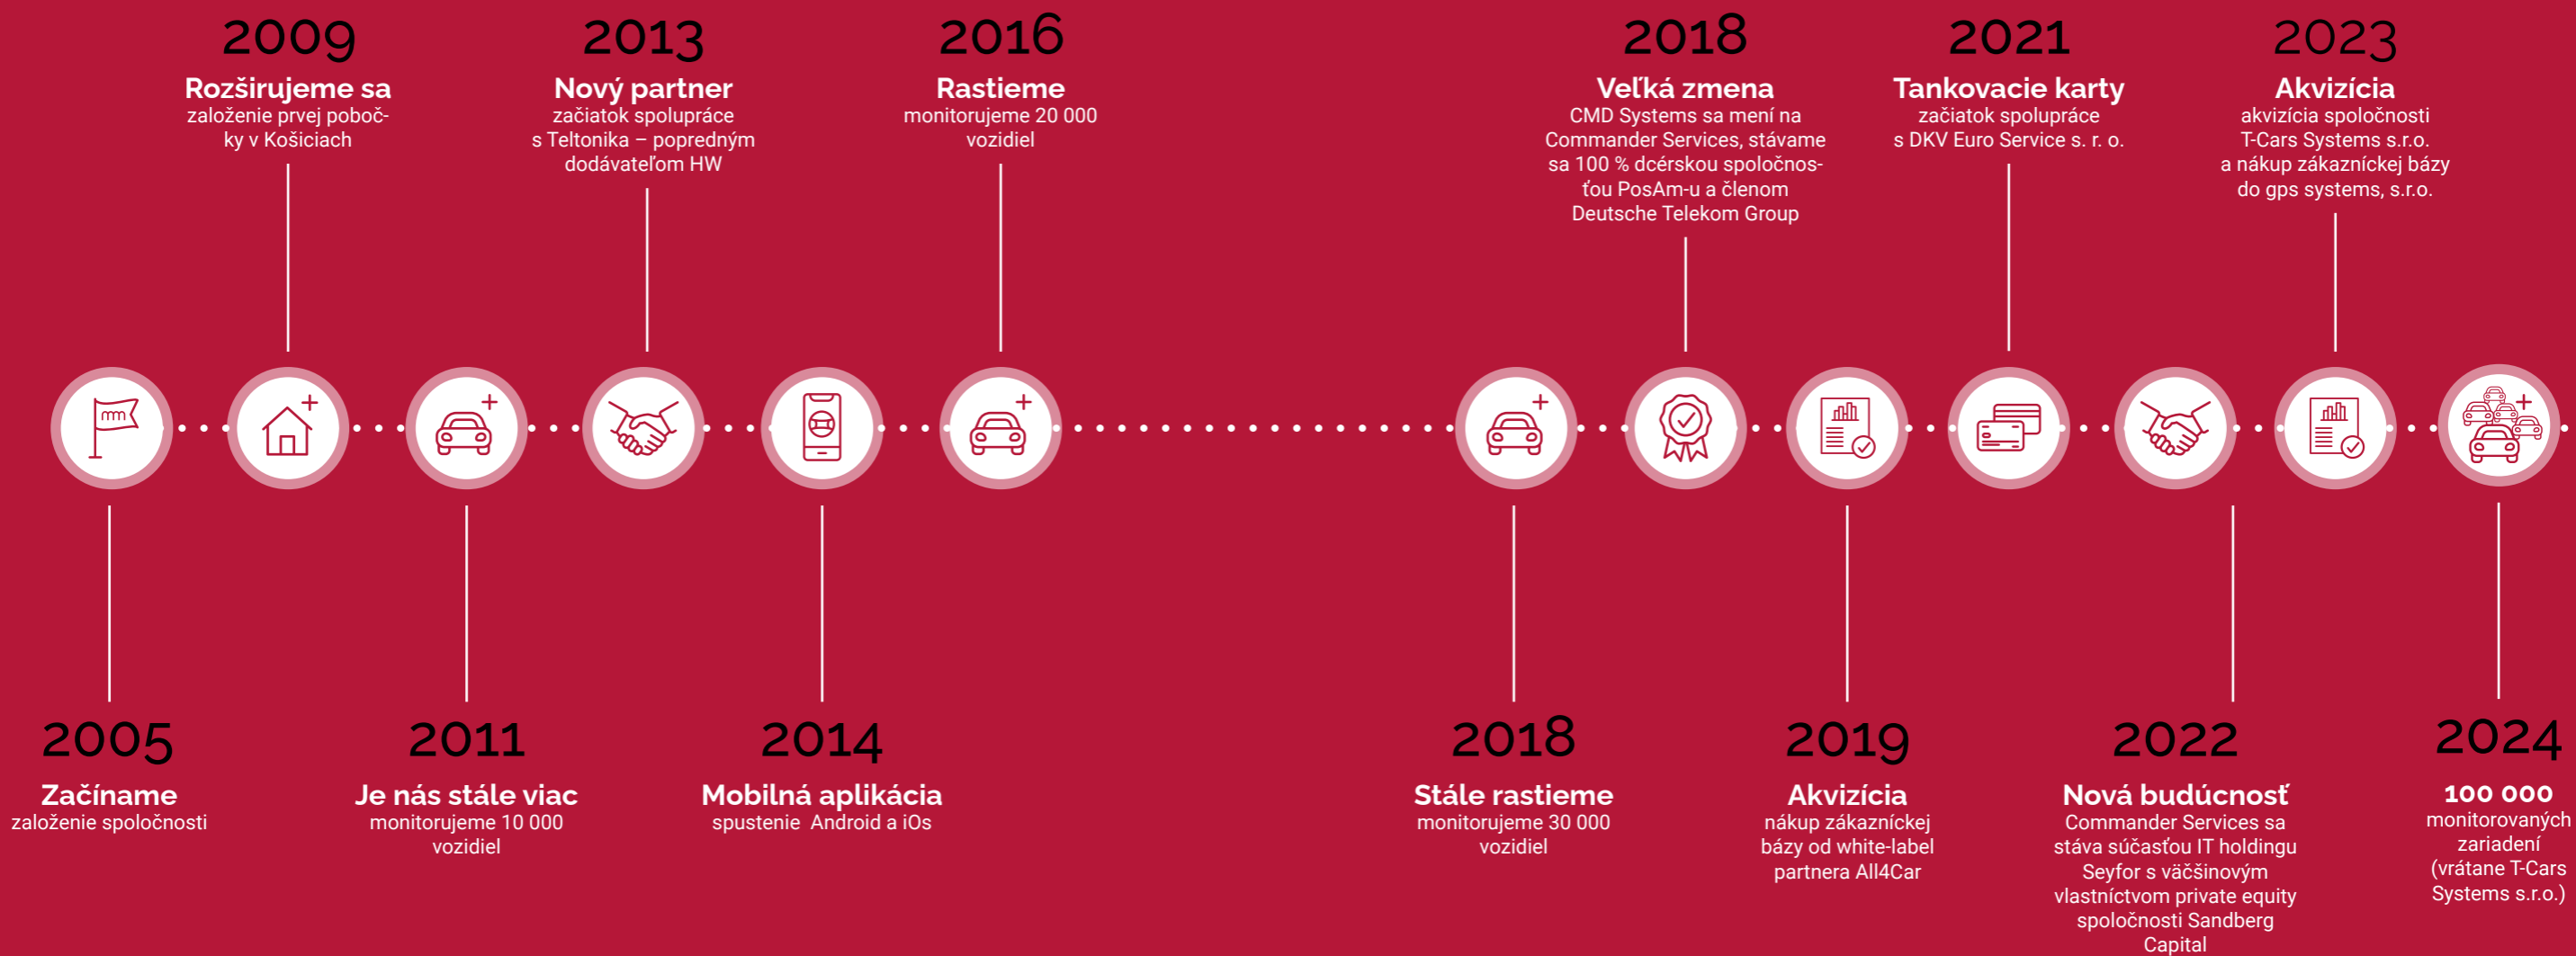 2009
Rozširujeme sa
založenie prvej poboč-
ky v Košiciach
2013
Nový partner
začiatok spolupráce
s Teltonika – popredným
dodávateľom HW
2016
Rastieme
monitorujeme 20 000
vozidiel
2018
Veľká zmena
CMD Systems sa mení na
Commander Services, stávame
sa 100 % dcérskou spoločnos-
ťou PosAm-u a členom
Deutsche Telekom Group
2021
Tankovacie karty
začiatok spolupráce
s DKV Euro Service s. r. o.
2023
Akvizícia
akvizícia spoločnosti
T-Cars Systems s.r.o.
a nákup zákazníckej bázy
do gps systems, s.r.o.
2005
Začíname
založenie spoločnosti
2011
Je nás stále viac
monitorujeme 10 000
vozidiel
2014
Mobilná aplikácia
spustenie Android a iOs
2018
Stále rastieme
monitorujeme 30 000
vozidiel
2019
Akvizícia
nákup zákazníckej
bázy od white-label
partnera All4Car
2022
Nová budúcnosť
Commander Services sa
stáva súčasťou IT holdingu
Seyfor s väčšinovým
vlastníctvom private equity
spoločnosti Sandberg
Capital
2024
100 000
monitorovaných
zariadení
(vrátane T-Cars
Systems s.r.o.)